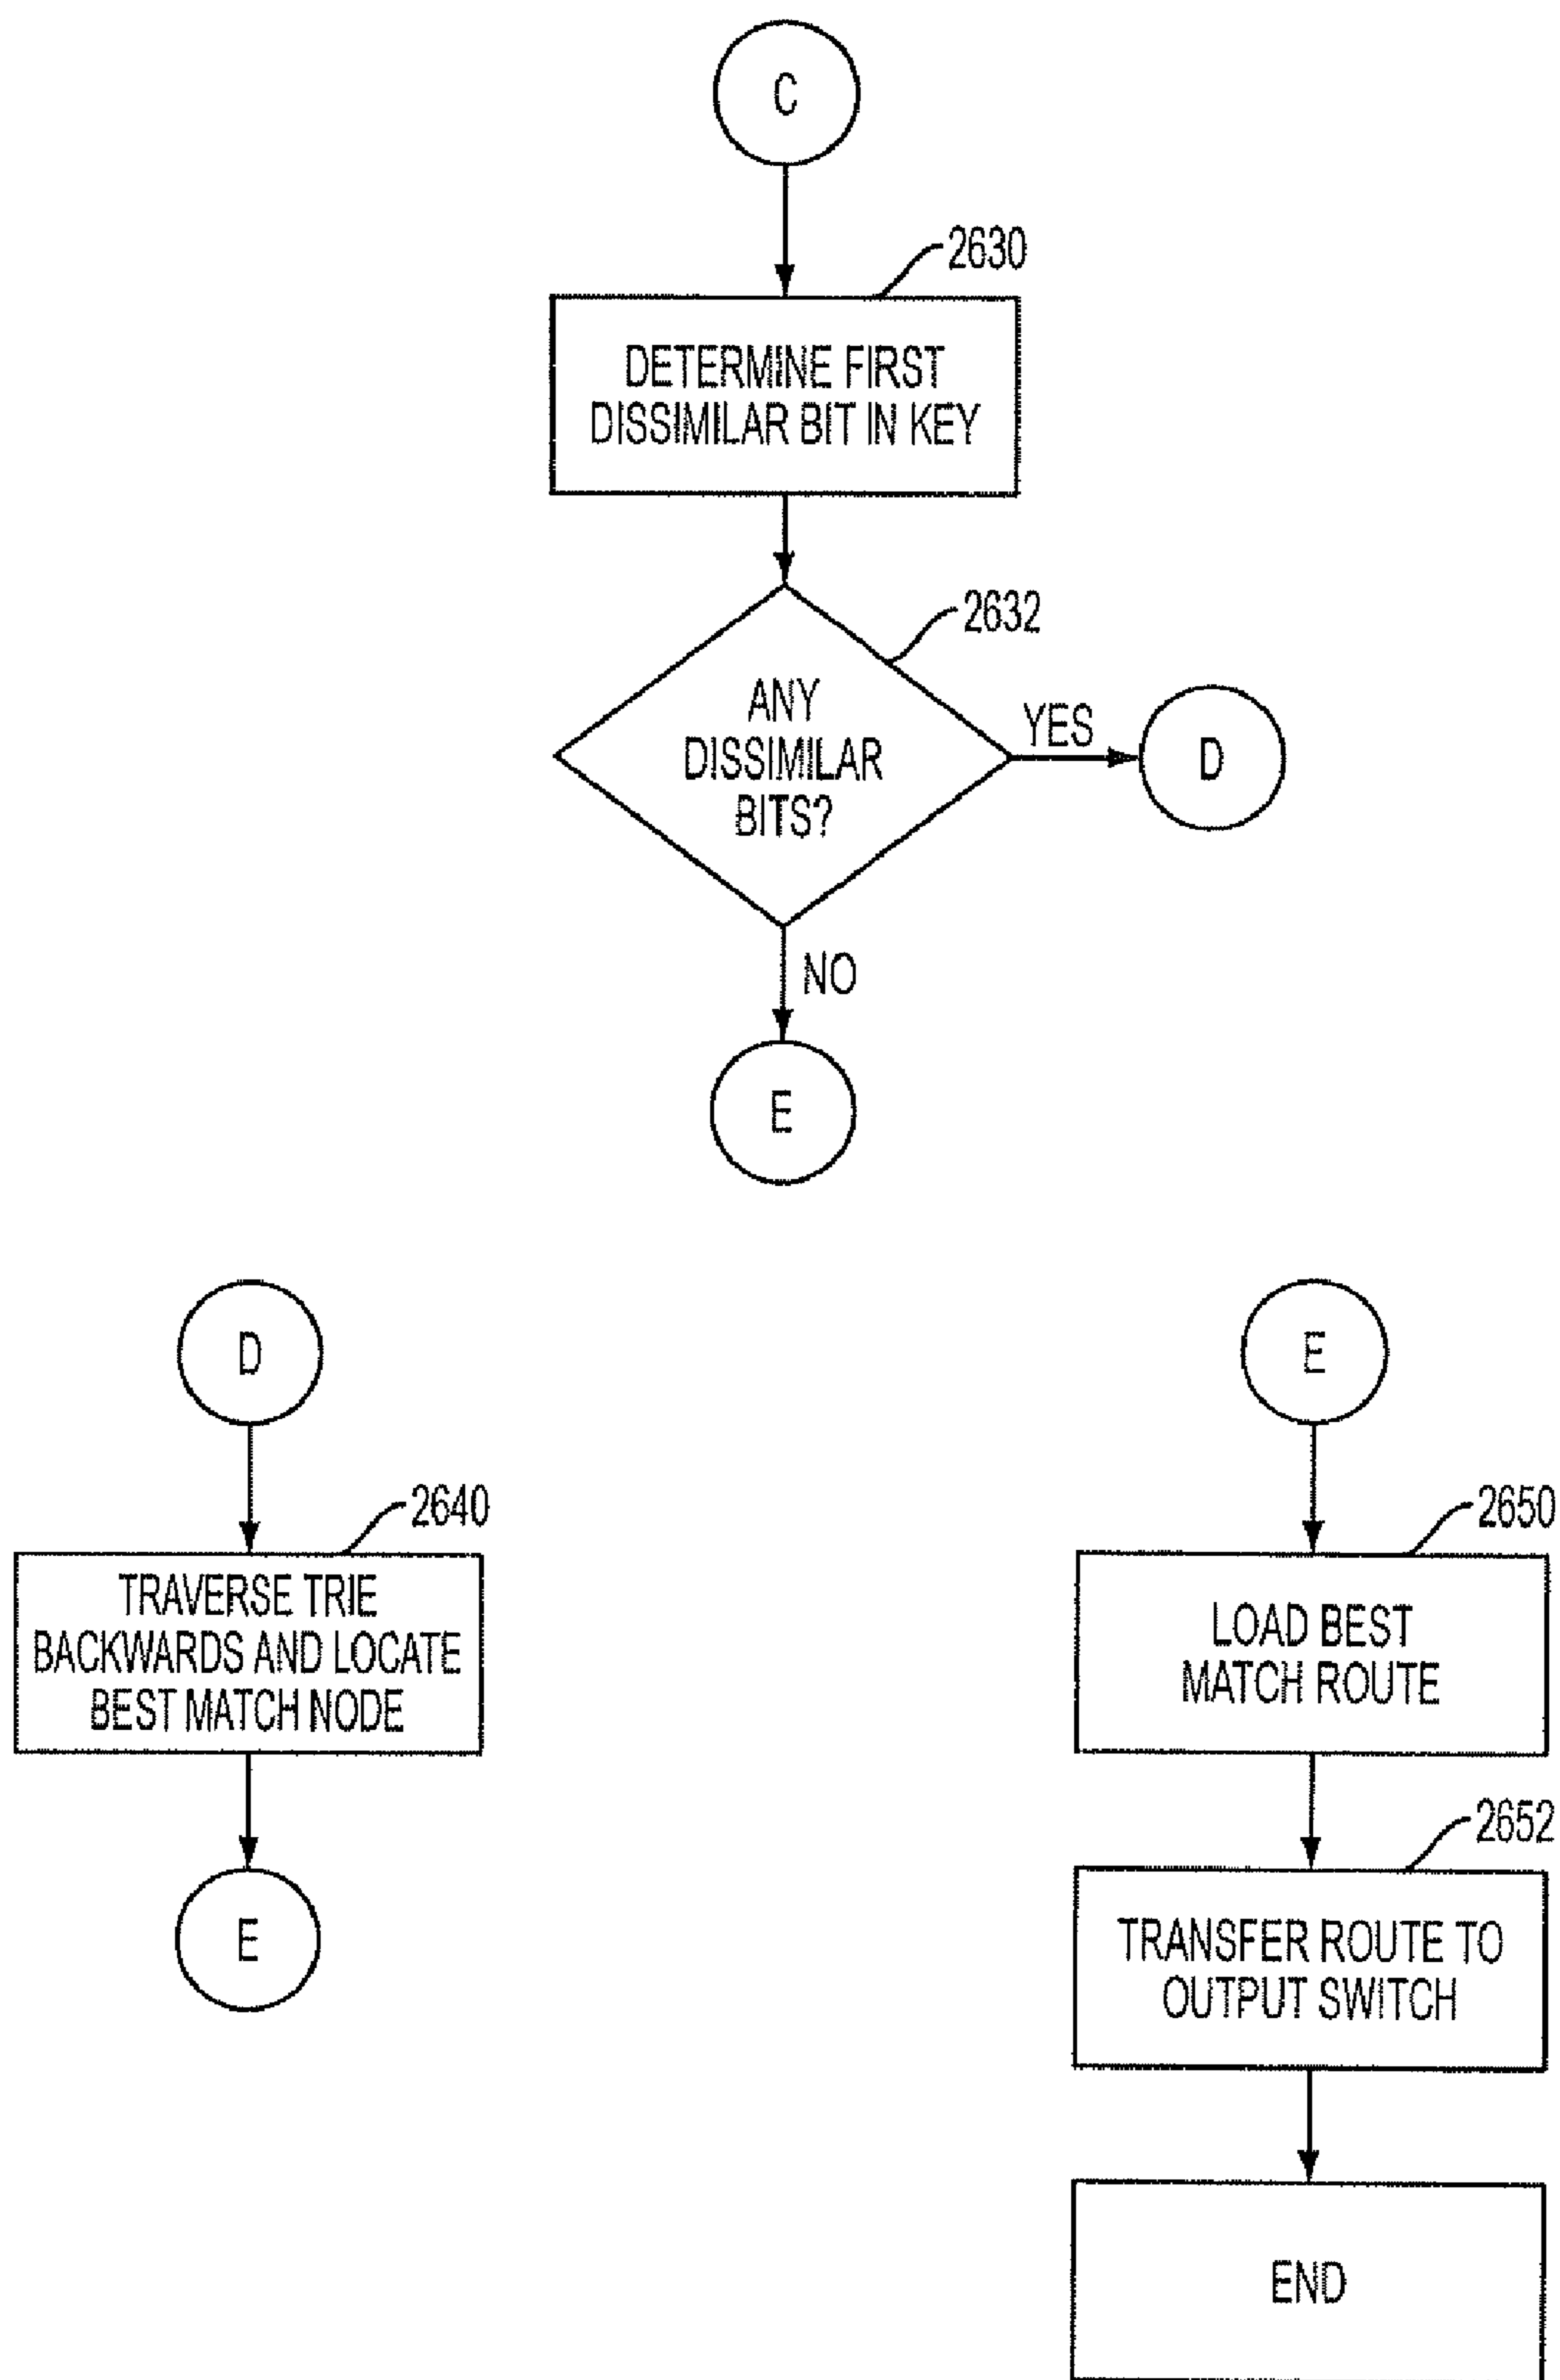 C
2630
DETERMINE FIRST
DISSIMILAR BIT IN KEY
2632
ANY
DISSIMILAR
BITS?
YES
D
NO
E
D
2640
TRAVERSE TRIE
BACKWARDS AND LOCATE
BEST MATCH NODE
E
E
2650
LOAD BEST
MATCH ROUTE
2652
TRANSFER ROUTE TO
OUTPUT SWITCH
END